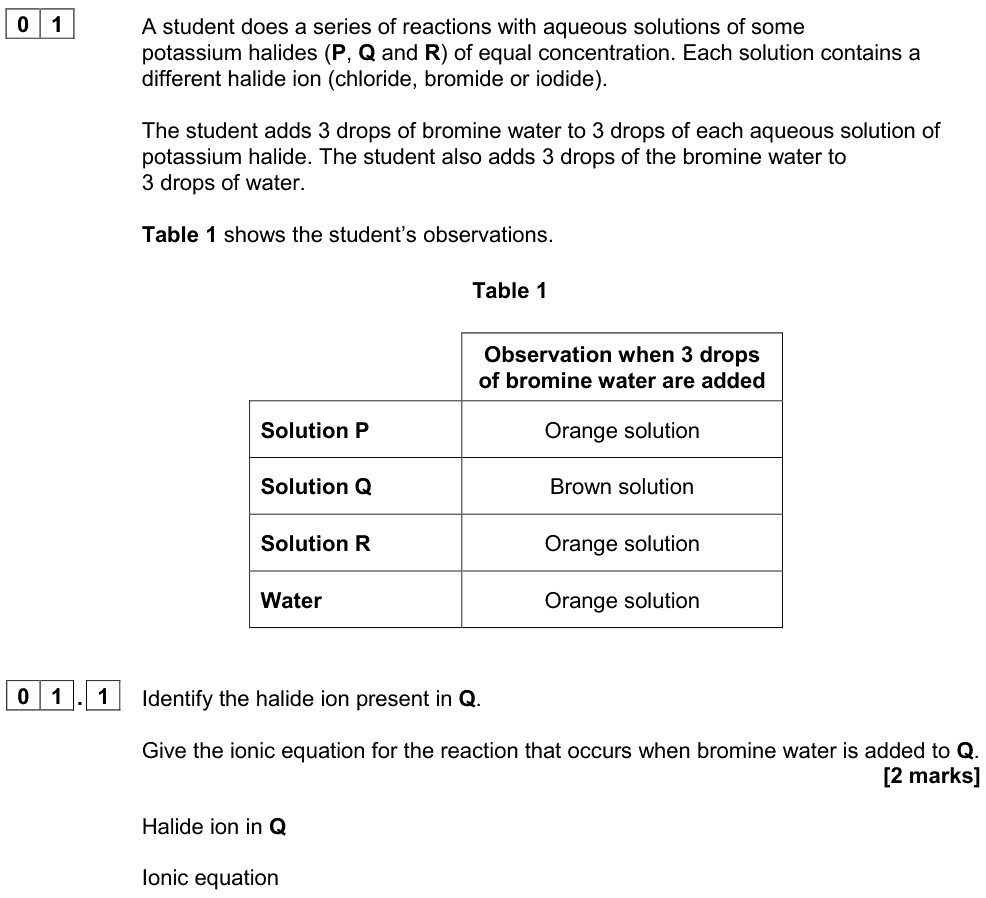 0 1 A student does a series of reactions with aqueous solutions of some
potassium halides (P, Q and R) of equal concentration. Each solution contains a
different halide ion (chloride, bromide or iodide).
The student adds 3 drops of bromine water to 3 drops of each aqueous solution of
potassium halide. The student also adds 3 drops of the bromine water to
3 drops of water.
Table 1 shows the student’s observations.
Table 1
Observation when 3 drops
of bromine water are added
Solution P Orange solution
Solution Q Brown solution
Solution R Orange solution
Water Orange solution
0 1 . 1 Identify the halide ion present in Q.
Give the ionic equation for the reaction that occurs when bromine water is added to Q.
[2 marks]
Halide ion in Q
Ionic equation